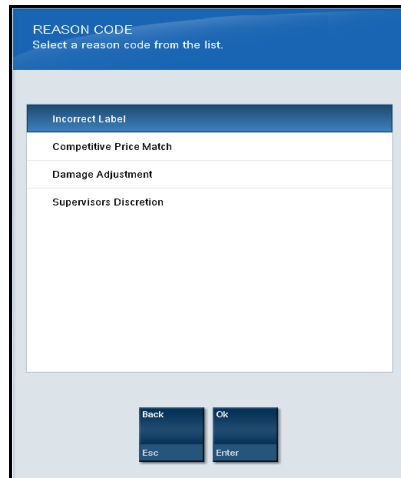 REASON CODE
Select a reason code from the list.
Incorrect Label
Competitive Price Match
Damage Adjustment
Supervisors Discretion
Back Ok
Esc Enter